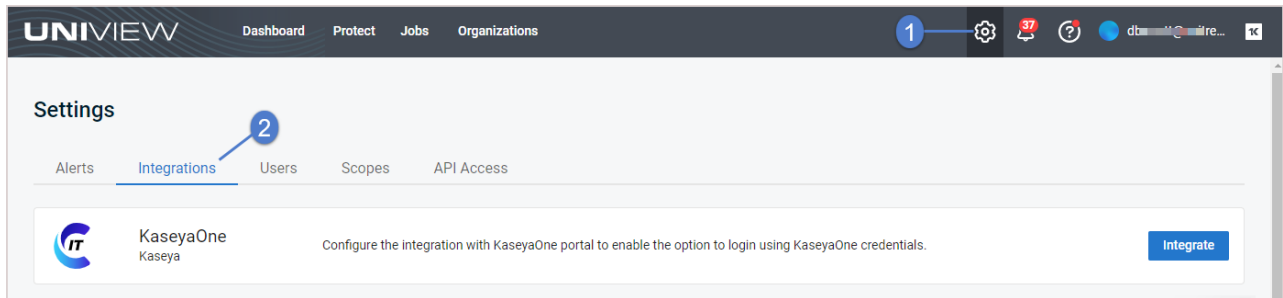 UNIVIEW Dashboard Protect Jobs Organizations 1 37
Settings
2
Alerts Integrations Users Scopes API Access
IT KaseyaOne Configure the integration with KaseyaOne portal to enable the option to login using KaseyaOne credentials. Integrate
Kaseya